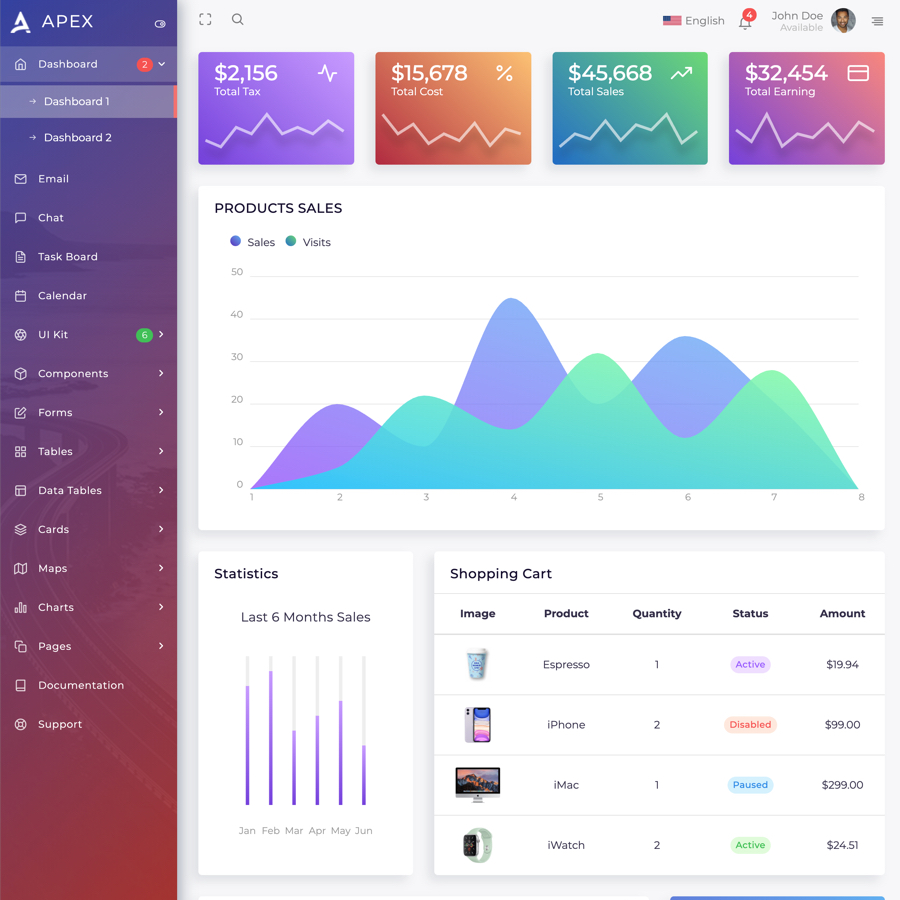 APEX
Dashboard 2
Dashboard 1
Dashboard 2
Email
Chat
Task Board
Calendar
UI Kit 6
Components
Forms
Tables
Data Tables
Cards
Maps
Charts
Pages
Documentation
Support
English
4
John Doe
Available
$2,156
Total Tax
$15,678
Total Cost
$45,668
Total Sales
$32,454
Total Earning
PRODUCTS SALES
Sales Visits
50
40
30
20
10
0
1 2 3 4 5 6 7 8
Statistics
Last 6 Months Sales
Jan Feb Mar Apr May Jun
Shopping Cart
Image Product Quantity Status Amount
Espresso 1 Active $19.94
iPhone 2 Disabled $99.00
iMac 1 Paused $299.00
iWatch 2 Active $24.51